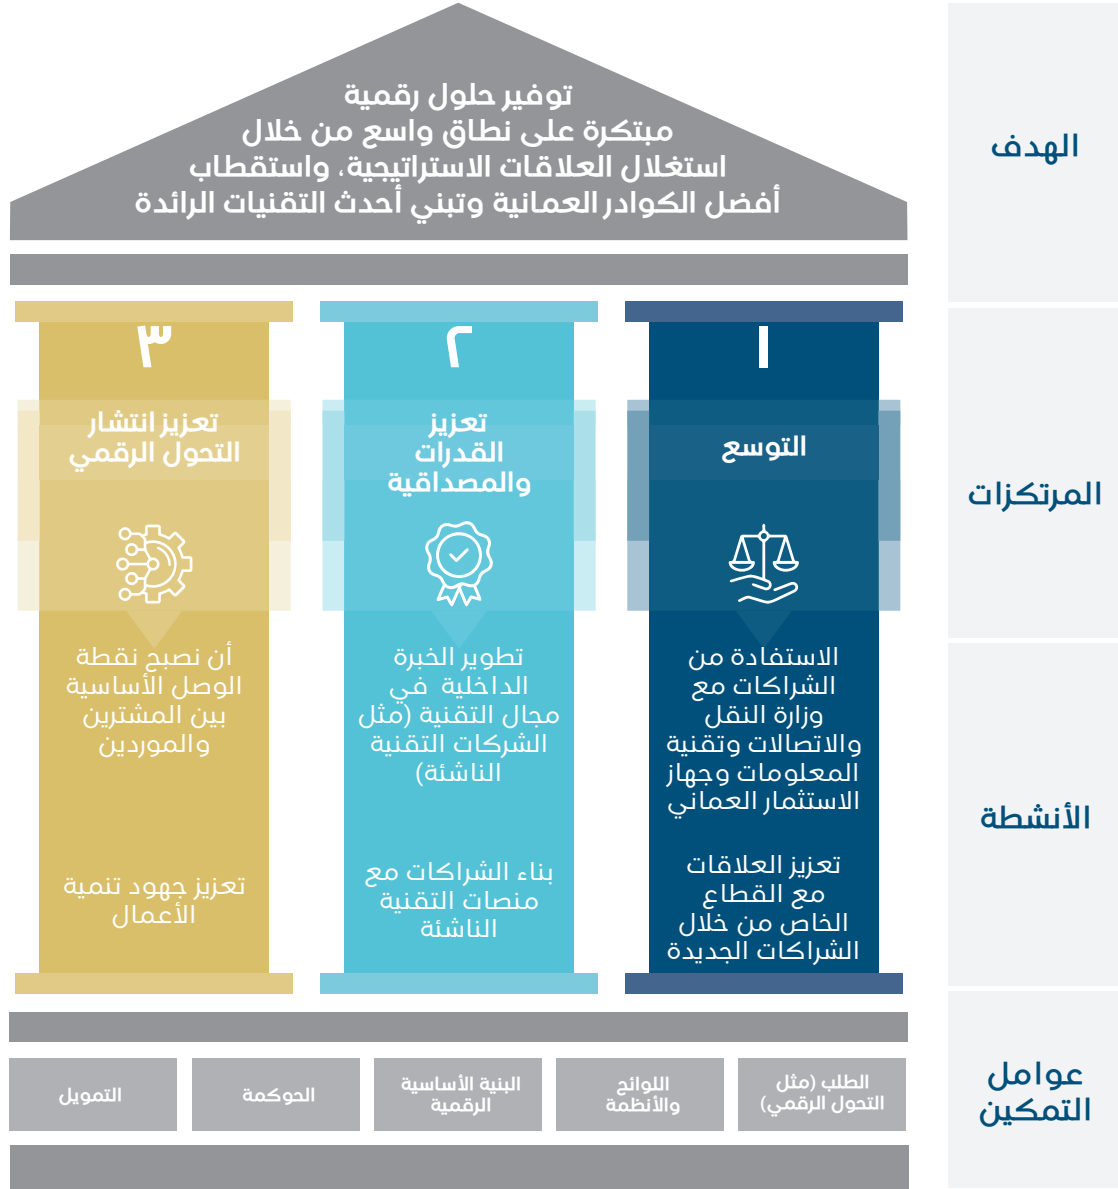 الهدف
توفير حلول رقمية
مبتكرة على نطاق واسع من خلال
استغلال العلاقات الاستراتيجية، واستقطاب
أفضل الكوادر العمانية وتبني أحدث التقنيات الرائدة
المرتكزات
١
التوسع
٢
تعزيز
القدرات
والمصداقية
٣
تعزيز انتشار
التحول الرقمي
الأنشطة
الاستفادة من
الشراكات مع
وزارة النقل
والاتصالات وتقنية
المعلومات وجهاز
الاستثمار العماني
تعزيز العلاقات
مع القطاع
الخاص من خلال
الشراكات الجديدة
تطوير الخبرة
الداخلية في
مجال التقنية (مثل
الشركات التقنية
الناشئة)
بناء الشراكات مع
منصات التقنية
الناشئة
أن نصبح نقطة
الوصل الأساسية
بين المشترين
والموردين
تعزيز جهود تنمية
الأعمال
عوامل
التمكين
الطلب (مثل
التحول الرقمي)
اللوائح
والأنظمة
البنية الأساسية
الرقمية
الحوكمة
التمويل